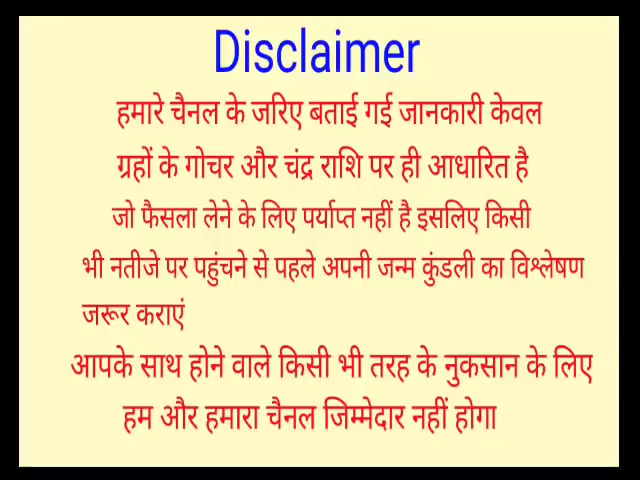 Disclaimer
हमारे चैनल के जरिए बताई गई जानकारी केवल
ग्रहों के गोचर और चंद्र राशि पर ही आधारित है
जो फैसला लेने के लिए पर्याप्त नहीं है इसलिए किसी
भी नतीजे पर पहुंचने से पहले अपनी जन्म कुंडली का विश्लेषण
जरूर कराएं
आपके साथ होने वाले किसी भी तरह के नुकसान के लिए
हम और हमारा चैनल जिम्मेदार नहीं होगा